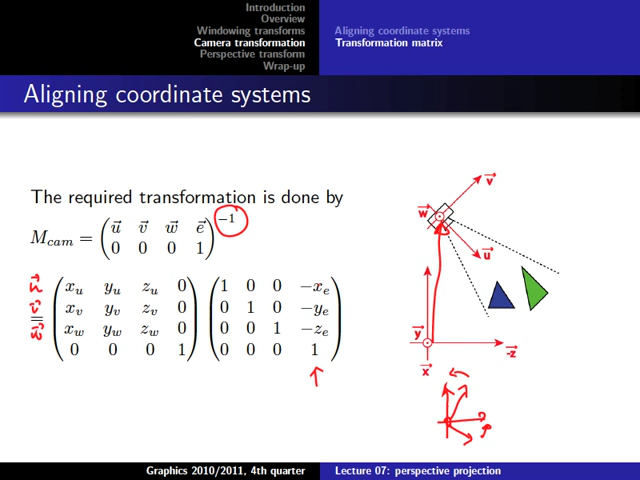 Introduction
Overview
Windowing transforms
Camera transformation
Perspective transform
Wrap-up
Aligning coordinate systems
Transformation matrix
Aligning coordinate systems
The required transformation is done by
M_cam = ( u⃗ v⃗ w⃗ e⃗ )^−1
0 0 0 1
u⃗ x_u y_u z_u 0 1 0 0 −x_e
v⃗ = x_v y_v z_v 0 0 1 0 −y_e
w⃗ x_w y_w z_w 0 0 0 1 −z_e
0 0 0 1 0 0 0 1
v⃗
w⃗
u⃗
y⃗
x⃗
-z⃗
Graphics 2010/2011, 4th quarter
Lecture 07: perspective projection